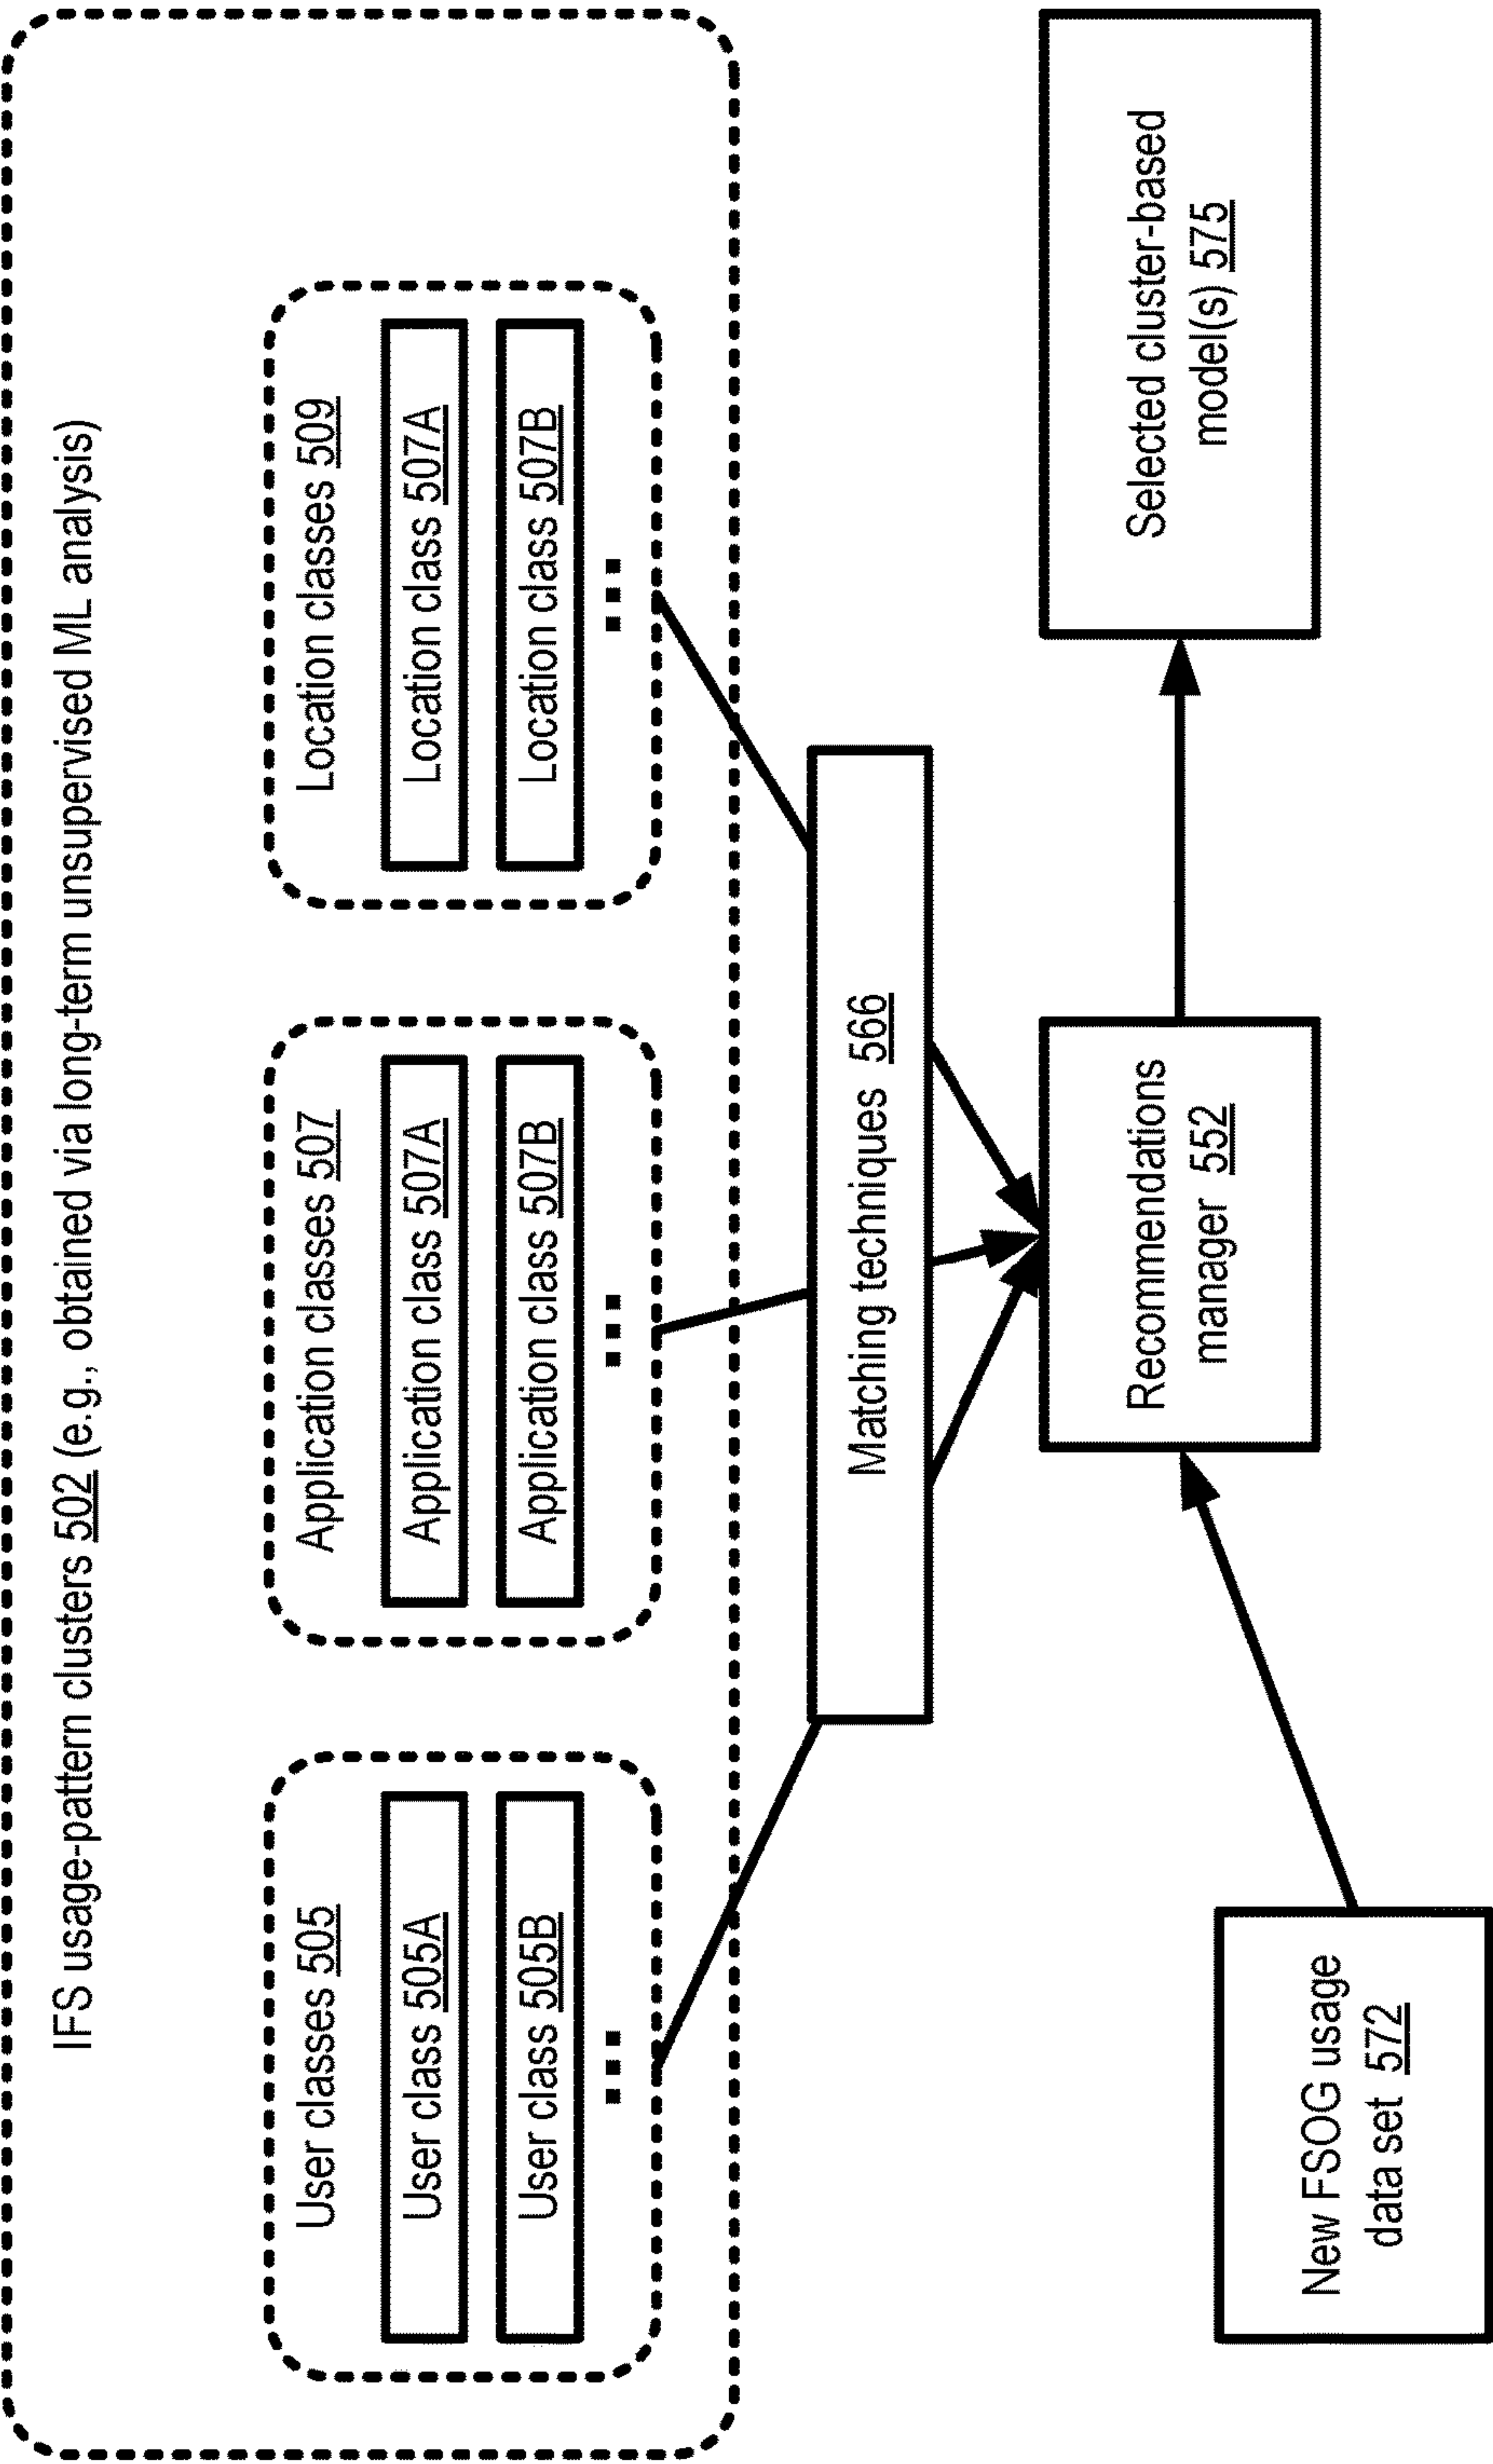 IFS usage-pattern clusters 502 (e.g., obtained via long-term unsupervised ML analysis)
User classes 505
User class 505A
User class 505B
...
Application classes 507
Application class 507A
Application class 507B
...
Location classes 509
Location class 507A
Location class 507B
...
Matching techniques 566
New FSOG usage
data set 572
Recommendations
manager 552
Selected cluster-based
model(s) 575